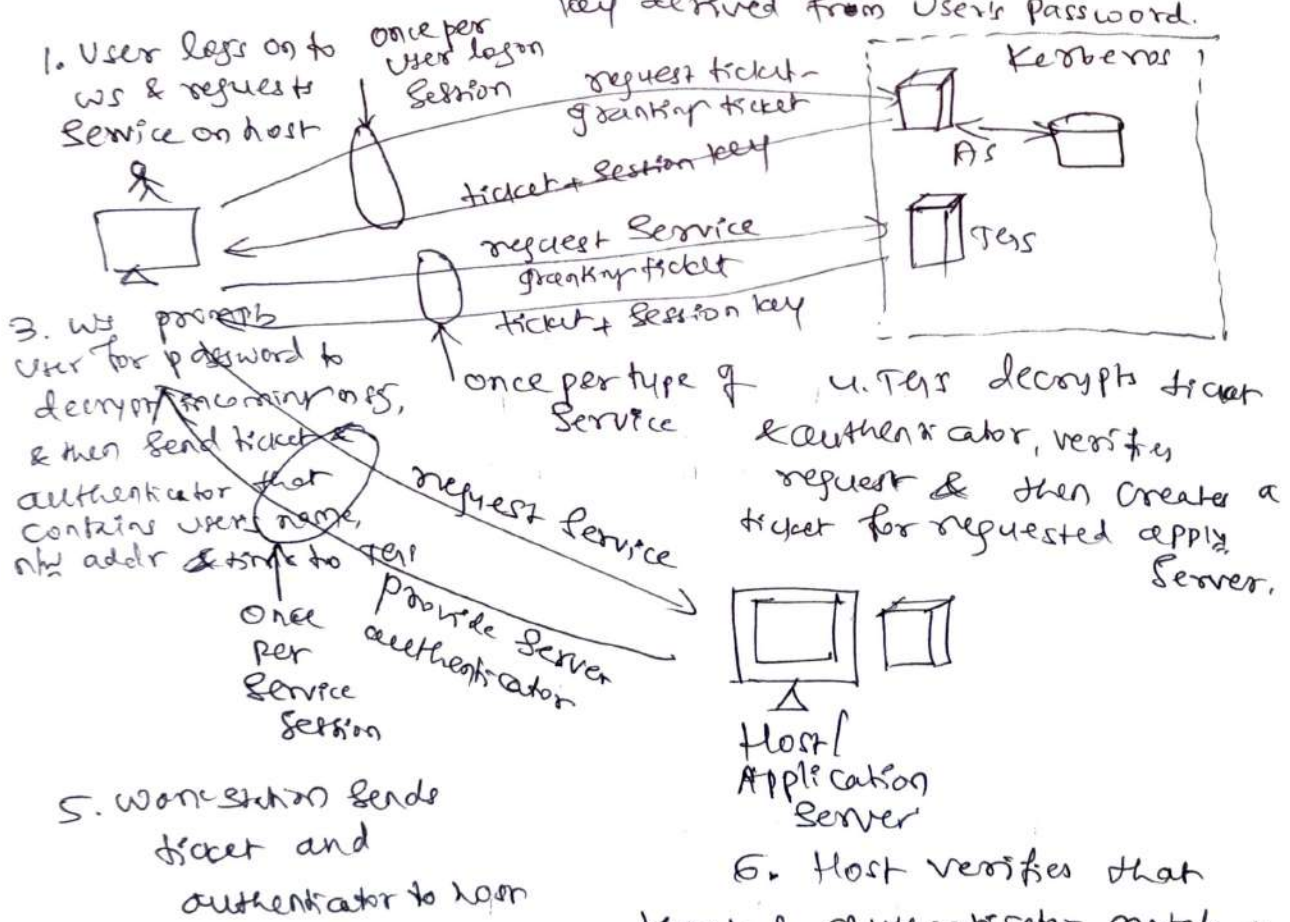 key derived from User's Password.
1. User logs on to
ws & requests
Service on host
once per
user logon
Session
request ticket-
granting ticket
ticket + Session key
Kerberos
AS
request Service
granting ticket
ticket + Session key
TGS
3. ws prompts
user for password to
decrypt incoming msg,
& then send ticket &
authenticator that
contains users name,
n/w addr & time to TGS
once per type of
Service
4. TGS decrypts ticket
& authenticator, verifies
request & then creates a
ticket for requested appln
Server.
request Service
provide Server
authenticator
Once
per
Service
Session
Host/
Application
Server
5. workstation sends
ticket and
authenticator to host
6. Host verifies that